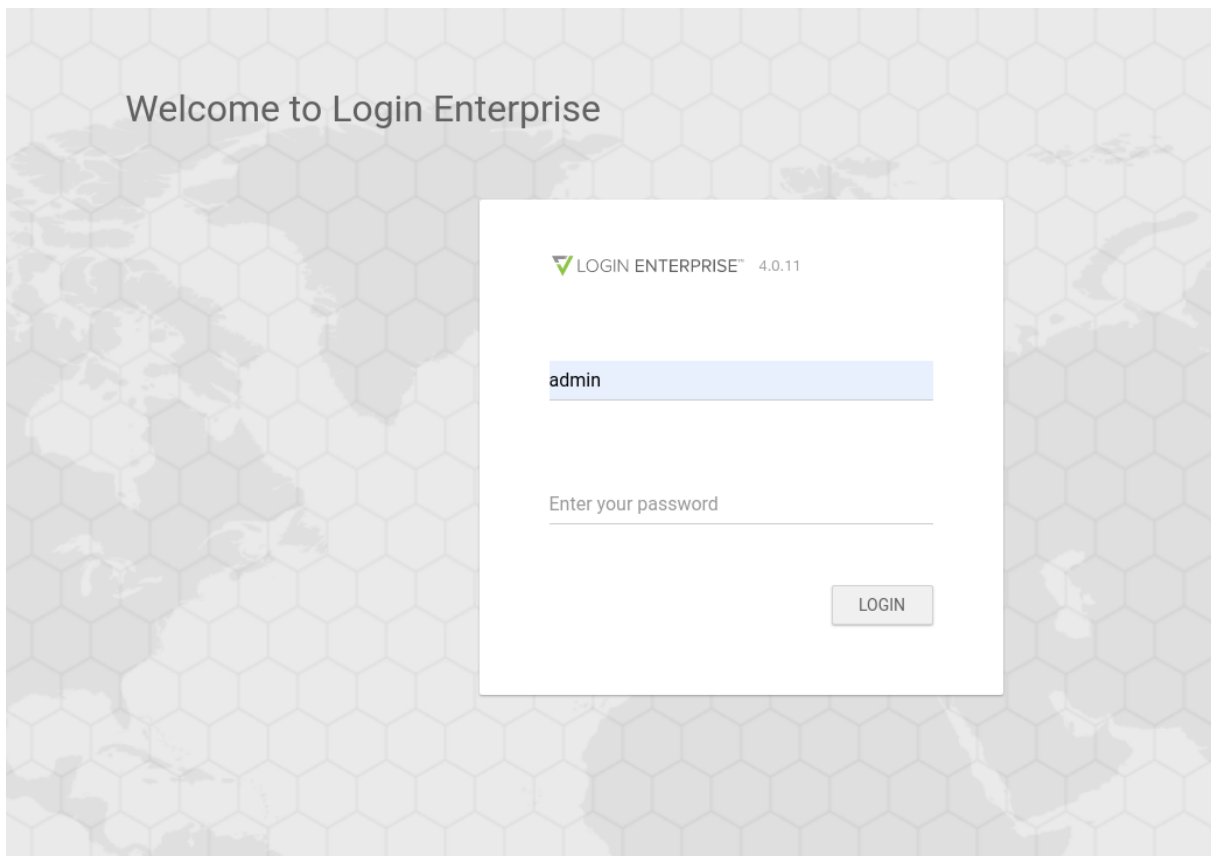 Welcome to Login Enterprise
LOGIN ENTERPRISE™ 4.0.11
admin
Enter your password
LOGIN